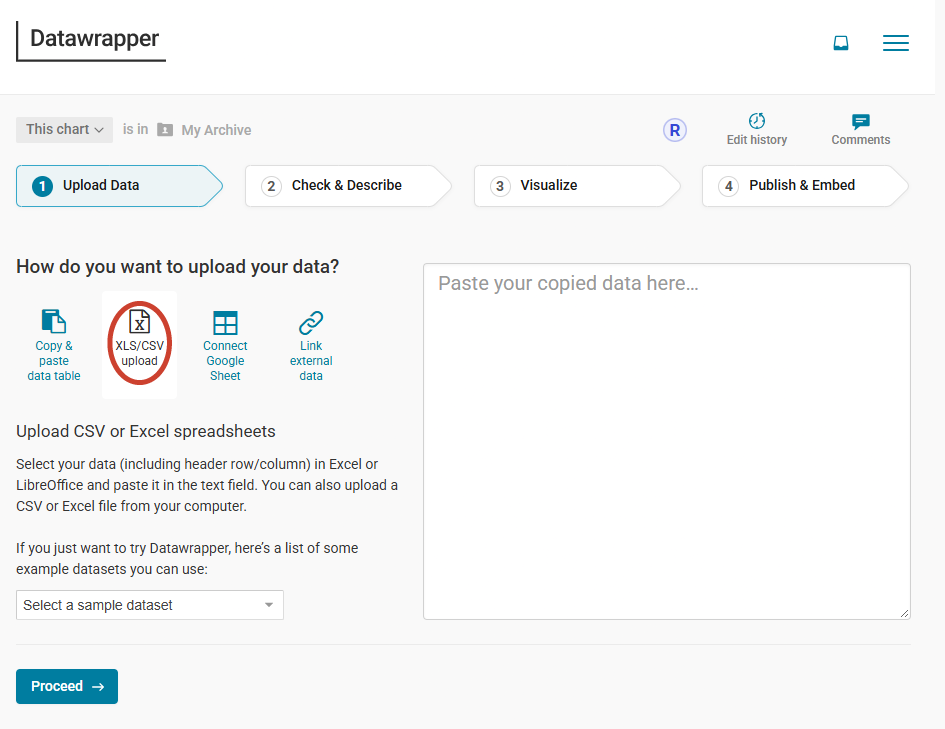 Datawrapper
This chart is in My Archive
R
Edit history
Comments
1 Upload Data
2 Check & Describe
3 Visualize
4 Publish & Embed
How do you want to upload your data?
Copy &
paste
data table
X
XLS/CSV
upload
Connect
Google
Sheet
Link
external
data
Upload CSV or Excel spreadsheets
Select your data (including header row/column) in Excel or
LibreOffice and paste it in the text field. You can also upload a
CSV or Excel file from your computer.
If you just want to try Datawrapper, here’s a list of some
example datasets you can use:
Select a sample dataset
Paste your copied data here...
Proceed →